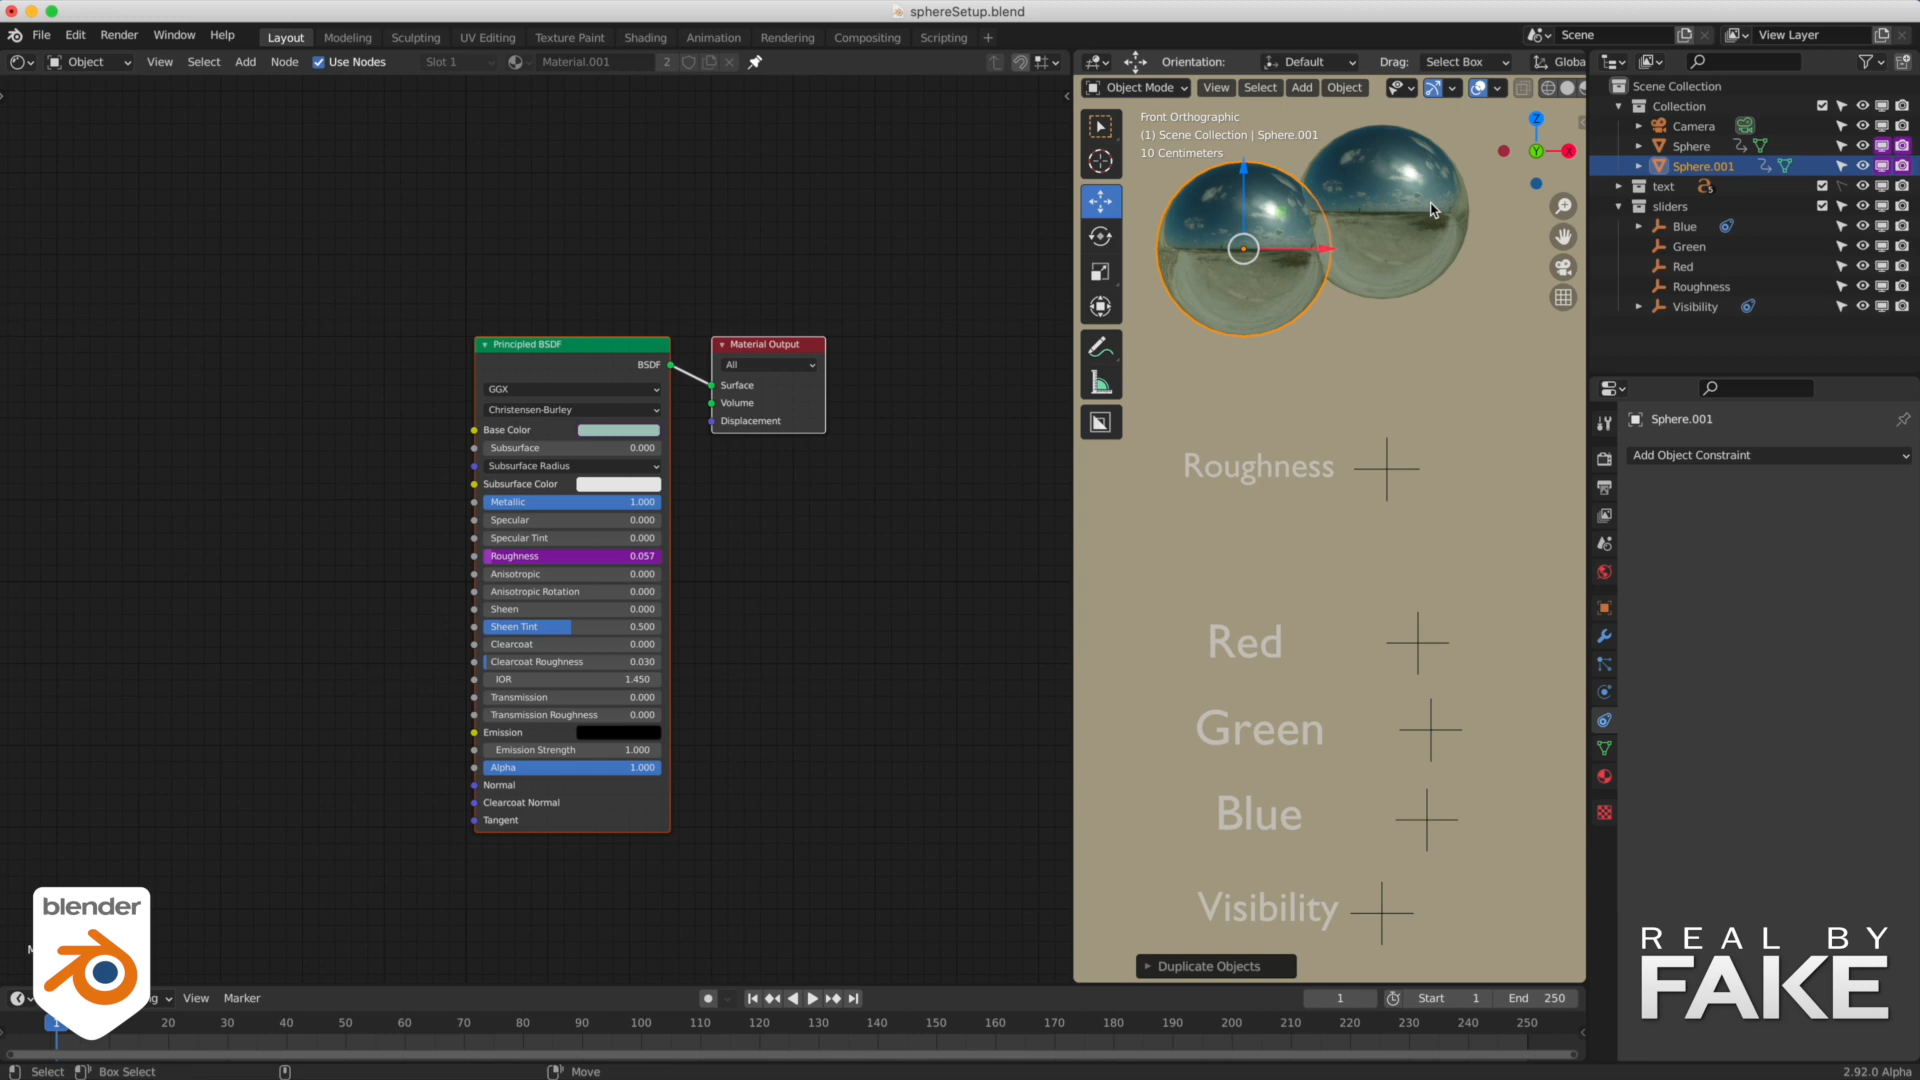 sphereSetup.blend
File Edit Render Window Help Layout Modeling Sculpting UV Editing Texture Paint Shading Animation Rendering Compositing Scripting + Scene View Layer
Object View Select Add Node Use Nodes Slot 1 Material.001 2
Orientation: Default Drag: Select Box Globa
Object Mode View Select Add Object
Front Orthographic
(1) Scene Collection | Sphere.001
10 Centimeters
Z
Y
X
Scene Collection
Collection
Camera
Sphere
Sphere.001
text 5
sliders
Blue
Green
Red
Roughness
Visibility
Sphere.001
Add Object Constraint
Principled BSDF
BSDF
GGX
Christensen-Burley
Base Color
Subsurface 0.000
Subsurface Radius
Subsurface Color
Metallic 1.000
Specular 0.000
Specular Tint 0.000
Roughness 0.057
Anisotropic 0.000
Anisotropic Rotation 0.000
Sheen 0.000
Sheen Tint 0.500
Clearcoat 0.000
Clearcoat Roughness 0.030
IOR 1.450
Transmission 0.000
Transmission Roughness 0.000
Emission
Emission Strength 1.000
Alpha 1.000
Normal
Clearcoat Normal
Tangent
Material Output
All
Surface
Volume
Displacement
Roughness
Red
Green
Blue
Visibility
Duplicate Objects
blender
REAL BY
FAKE
View Marker 1 Start 1 End 250
1 20 30 40 50 60 70 80 90 100 110 120 130 140 150 160 170 180 190 200 210 220 230 240 250
Select Box Select Move 2.92.0 Alpha